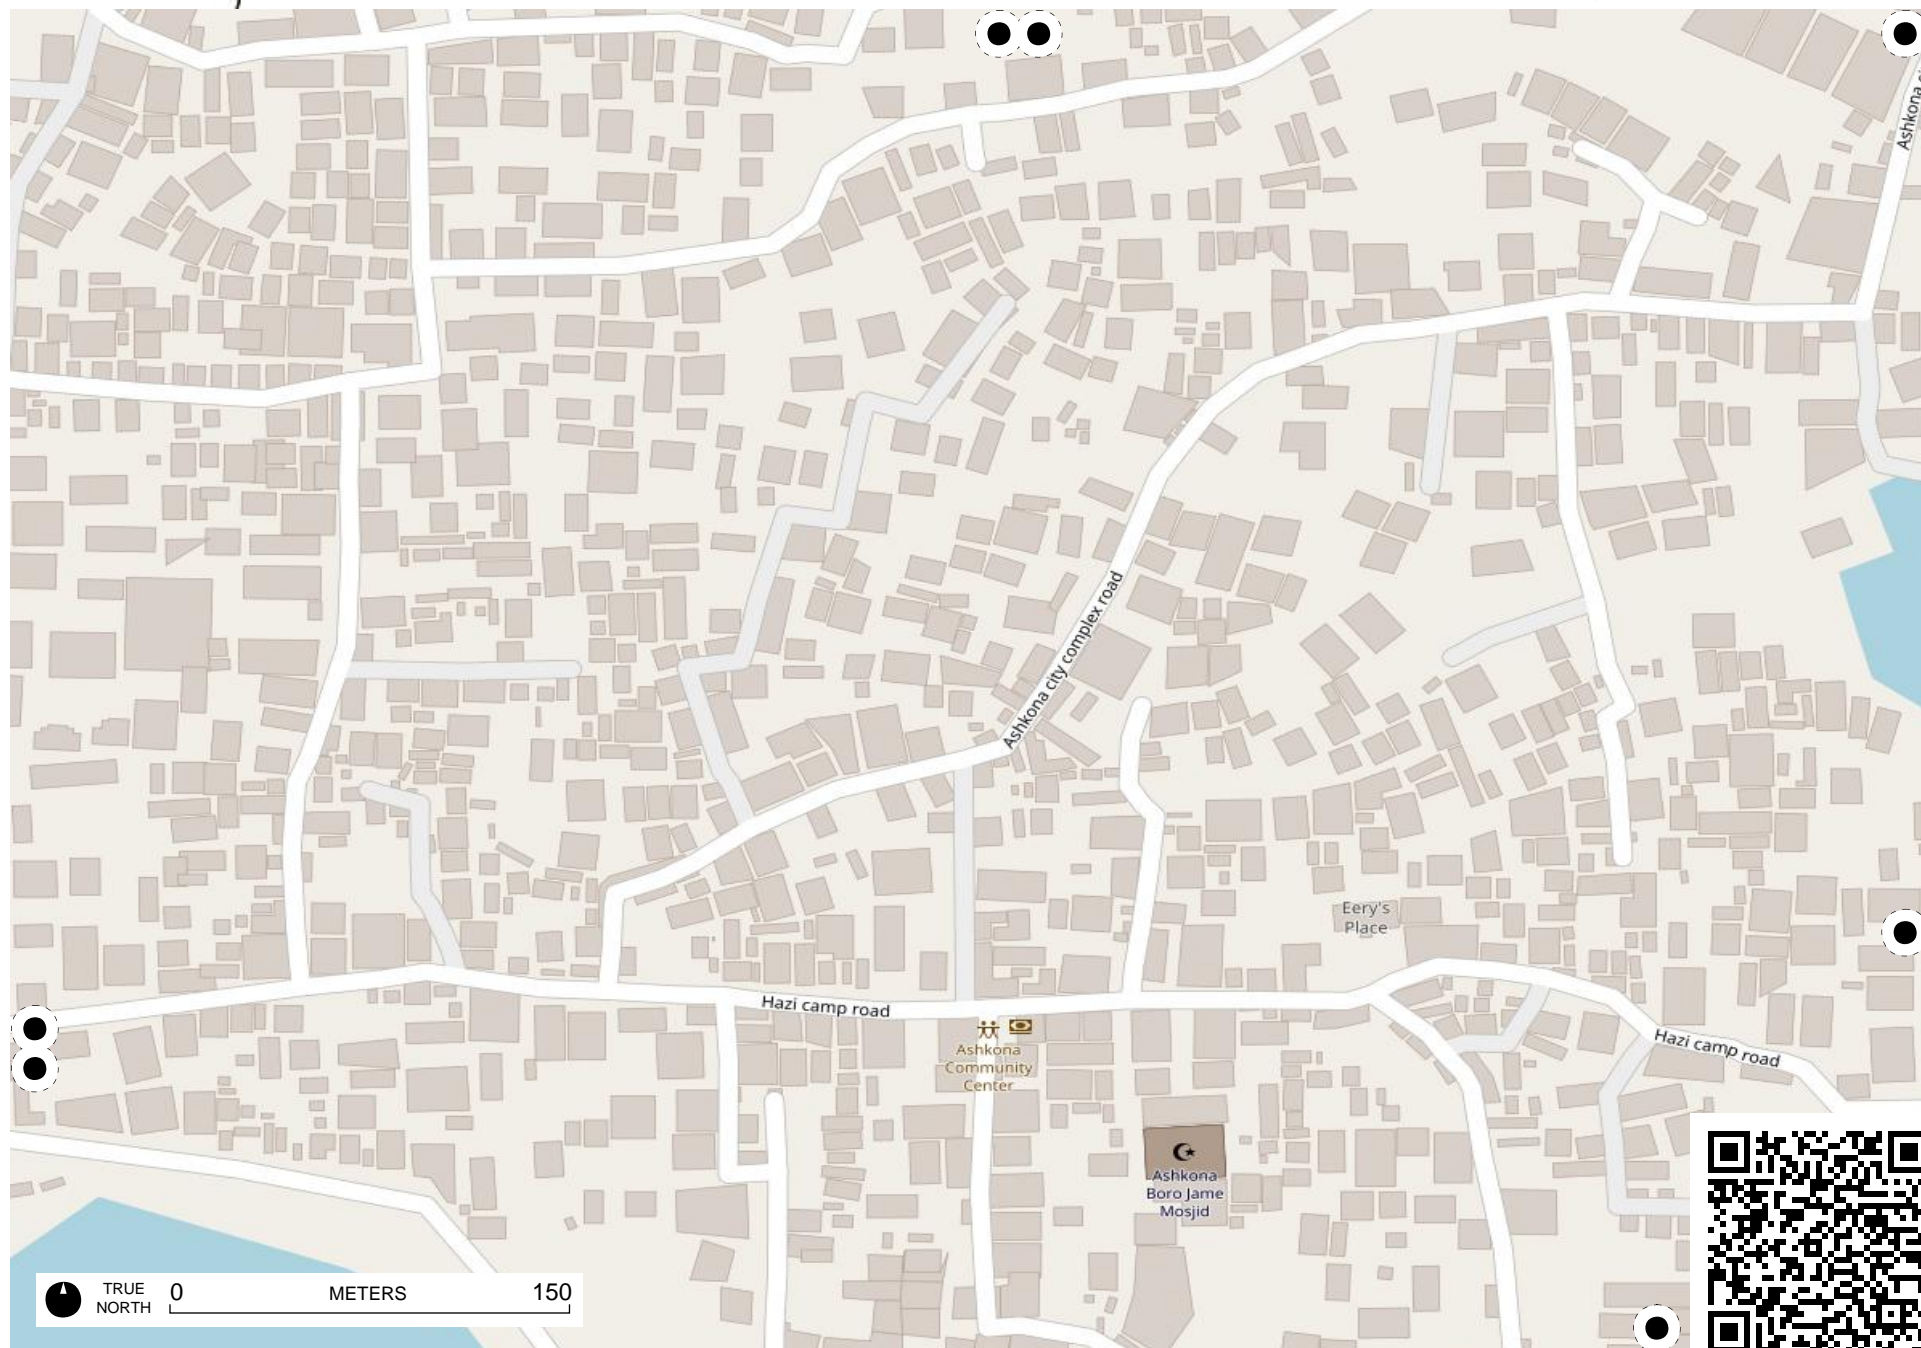 Ashkona city complex road
Eery's
Place
Hazi camp road
Ashkona
Community
Center
Hazi camp road
Ashkona
Boro Jame
Mosjid
TRUE
NORTH
0
METERS
150